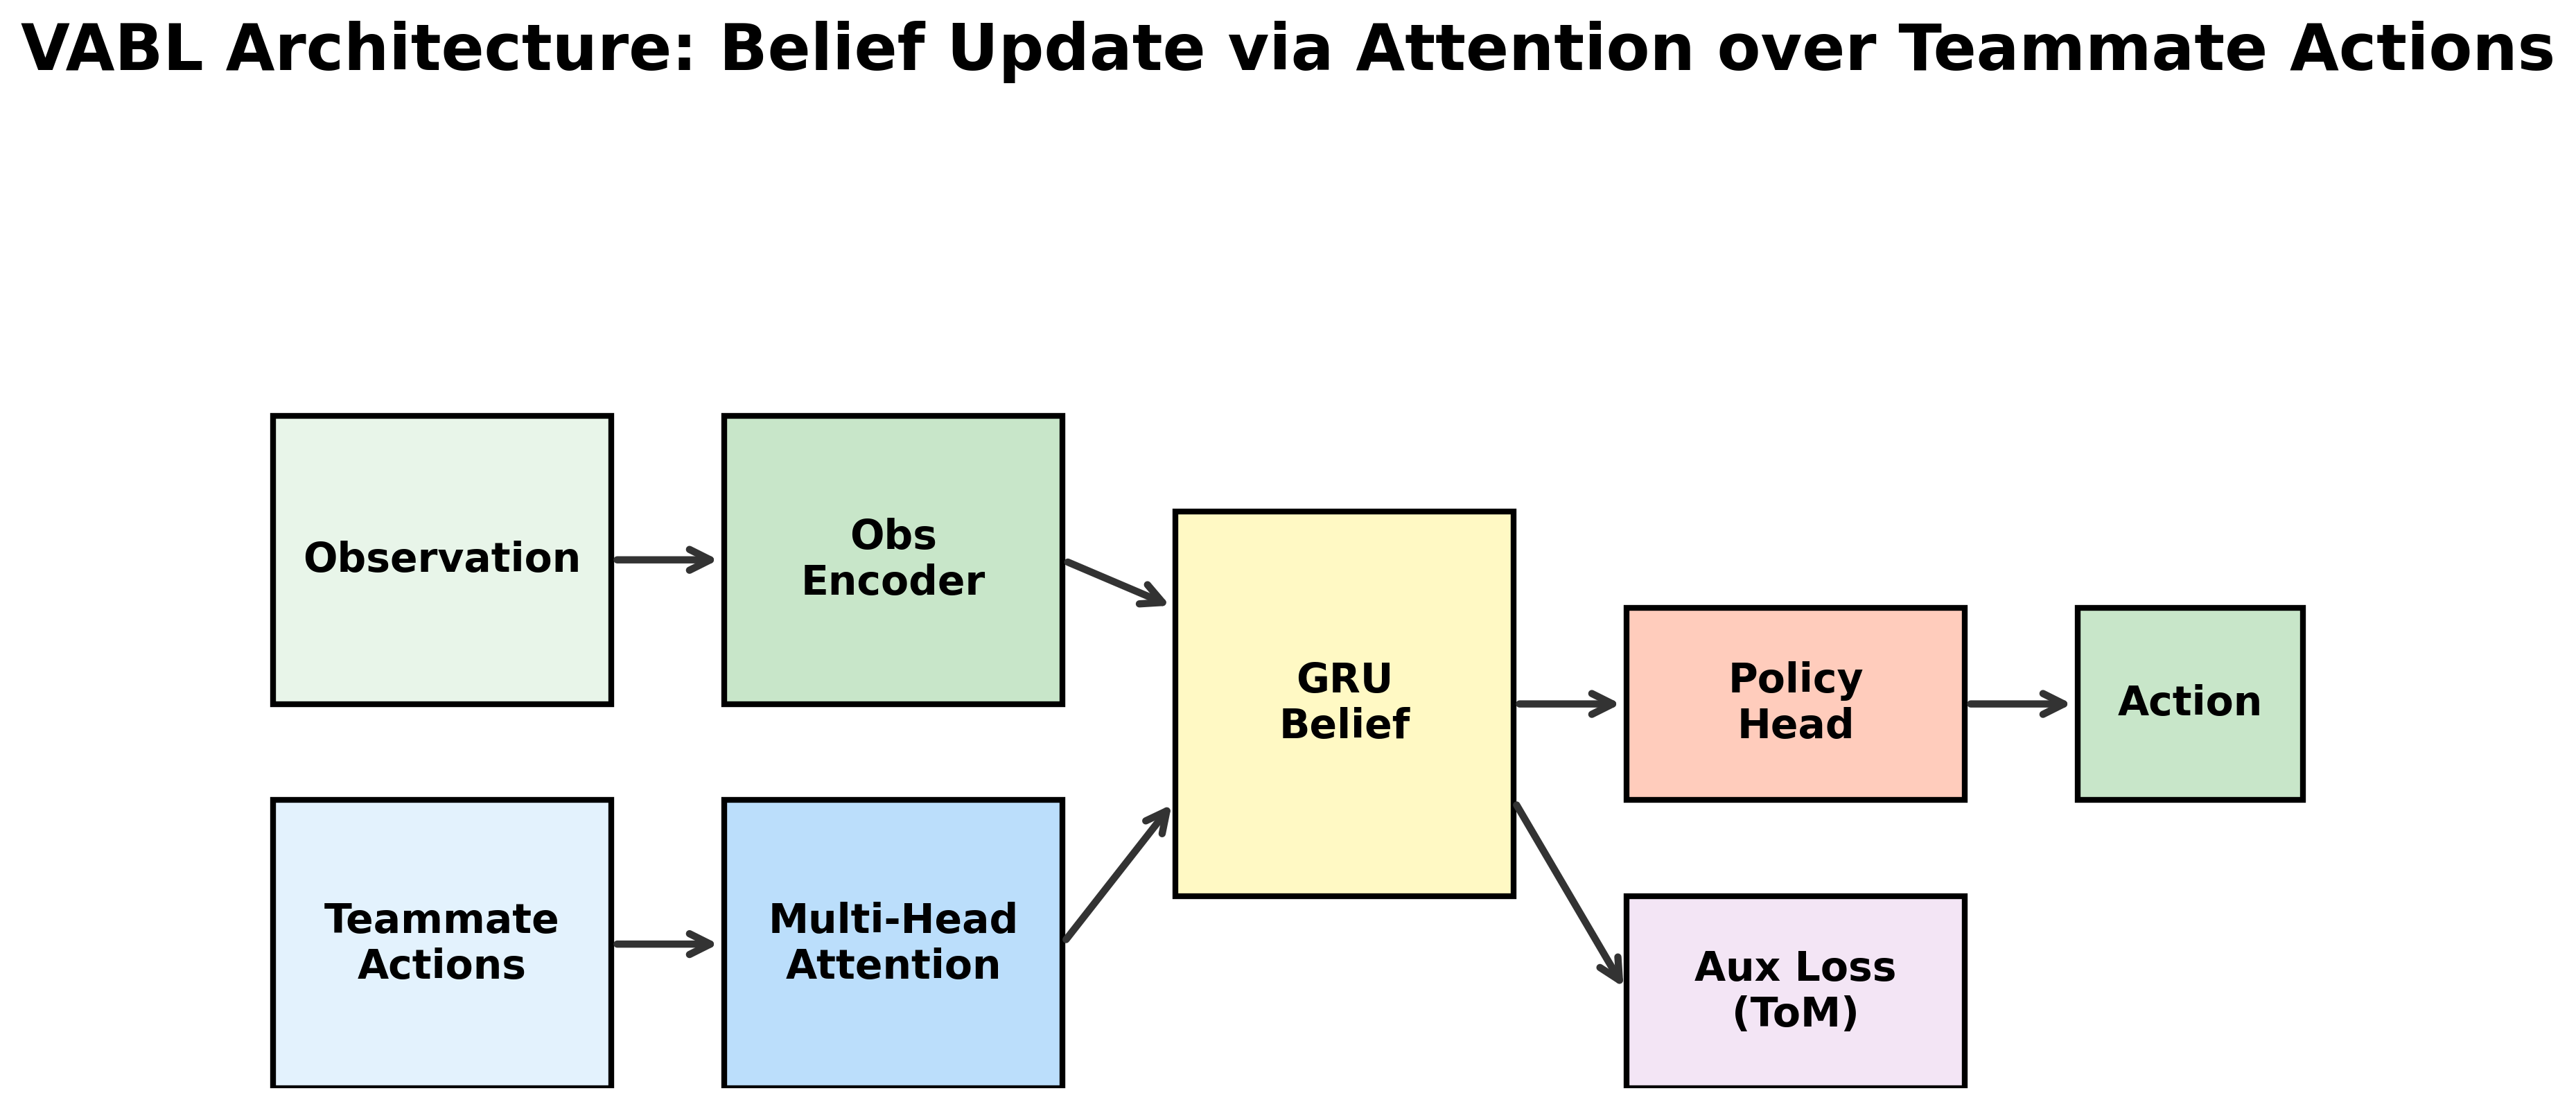 VABL Architecture: Belief Update via Attention over Teammate Actions
Observation
Obs
Encoder
GRU
Belief
Policy
Head
Action
Teammate
Actions
Multi-Head
Attention
Aux Loss
(ToM)